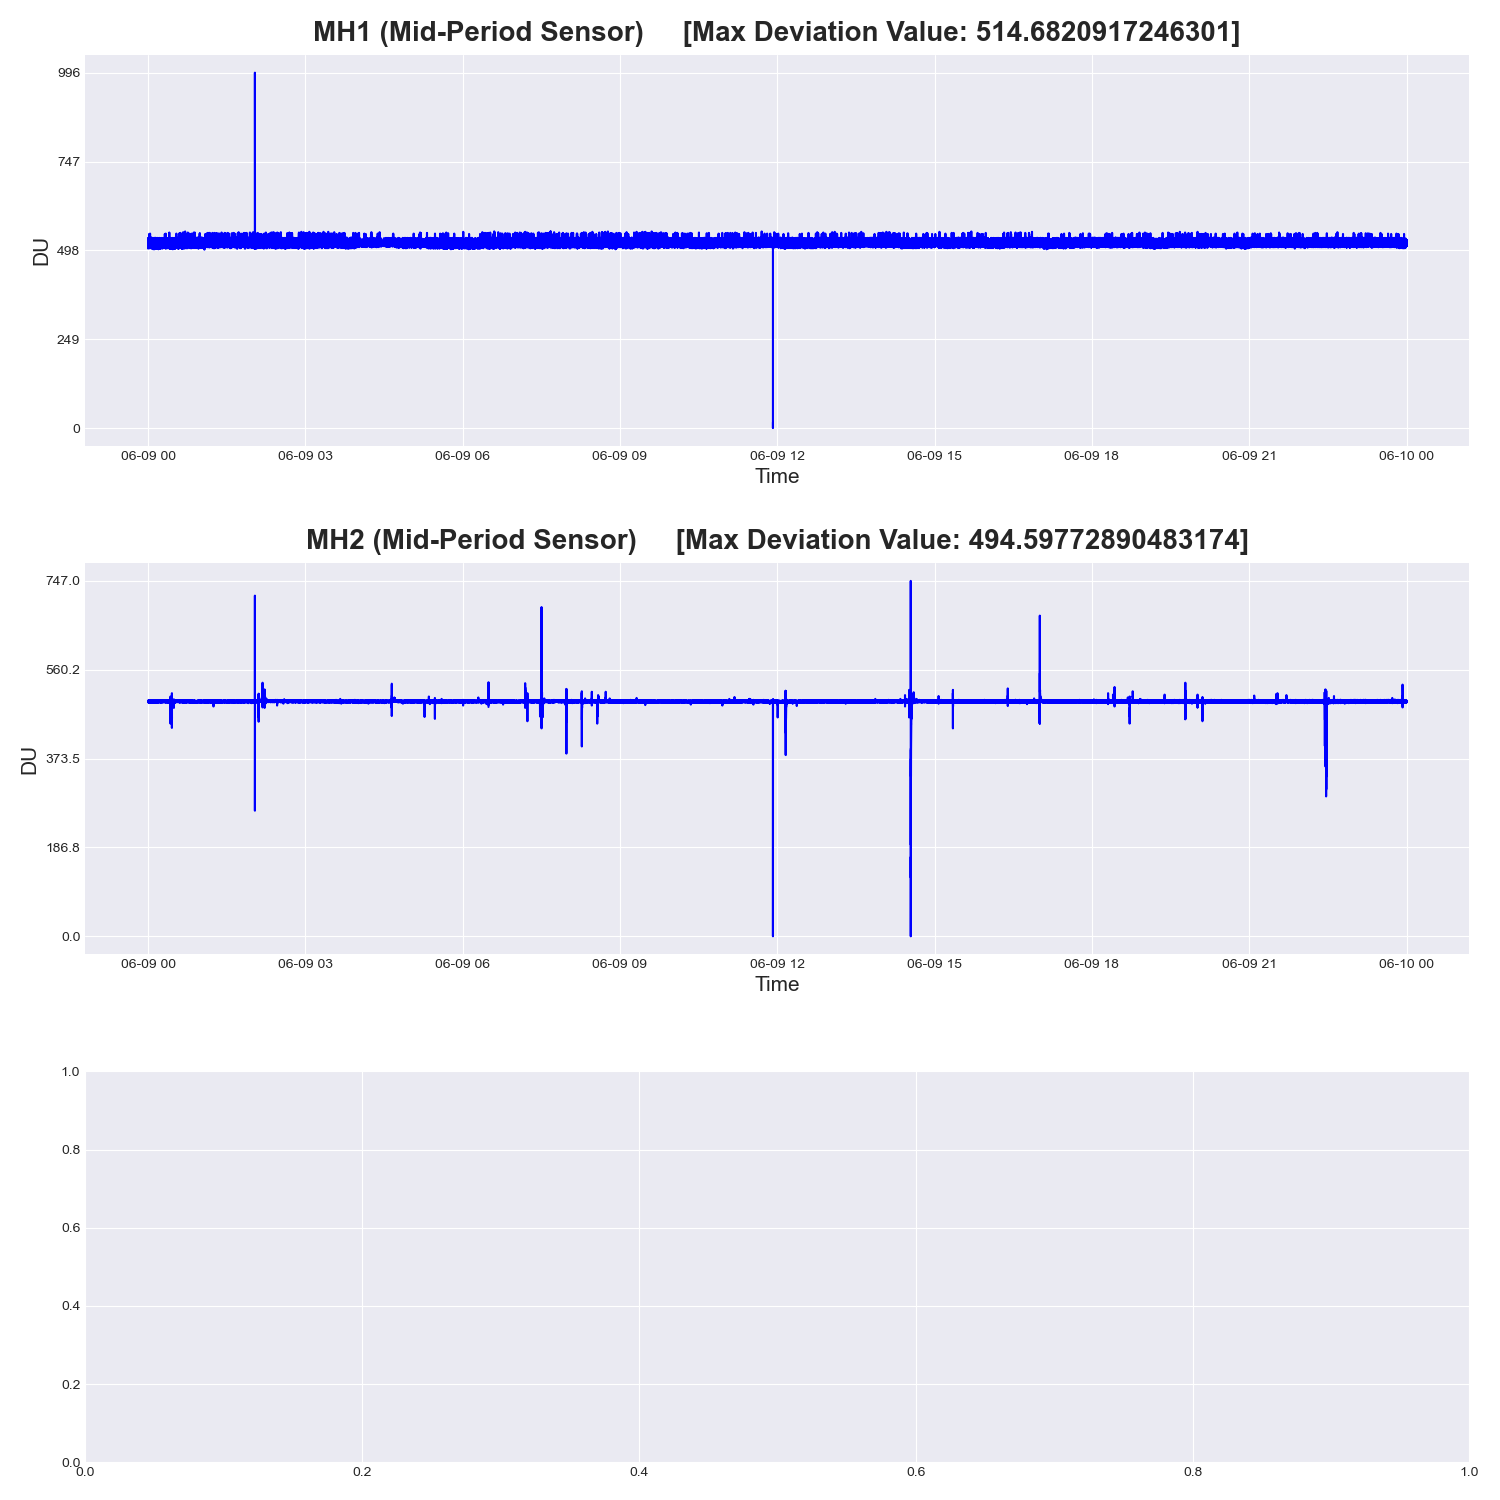 MH1 (Mid-Period Sensor) [Max Deviation Value: 514.6820917246301]
996
747
498
249
0
DU
06-09 00 06-09 03 06-09 06 06-09 09 06-09 12 06-09 15 06-09 18 06-09 21 06-10 00
Time
MH2 (Mid-Period Sensor) [Max Deviation Value: 494.59772890483174]
747.0
560.2
373.5
186.8
0.0
DU
06-09 00 06-09 03 06-09 06 06-09 09 06-09 12 06-09 15 06-09 18 06-09 21 06-10 00
Time
1.0
0.8
0.6
0.4
0.2
0.0
0.0 0.2 0.4 0.6 0.8 1.0